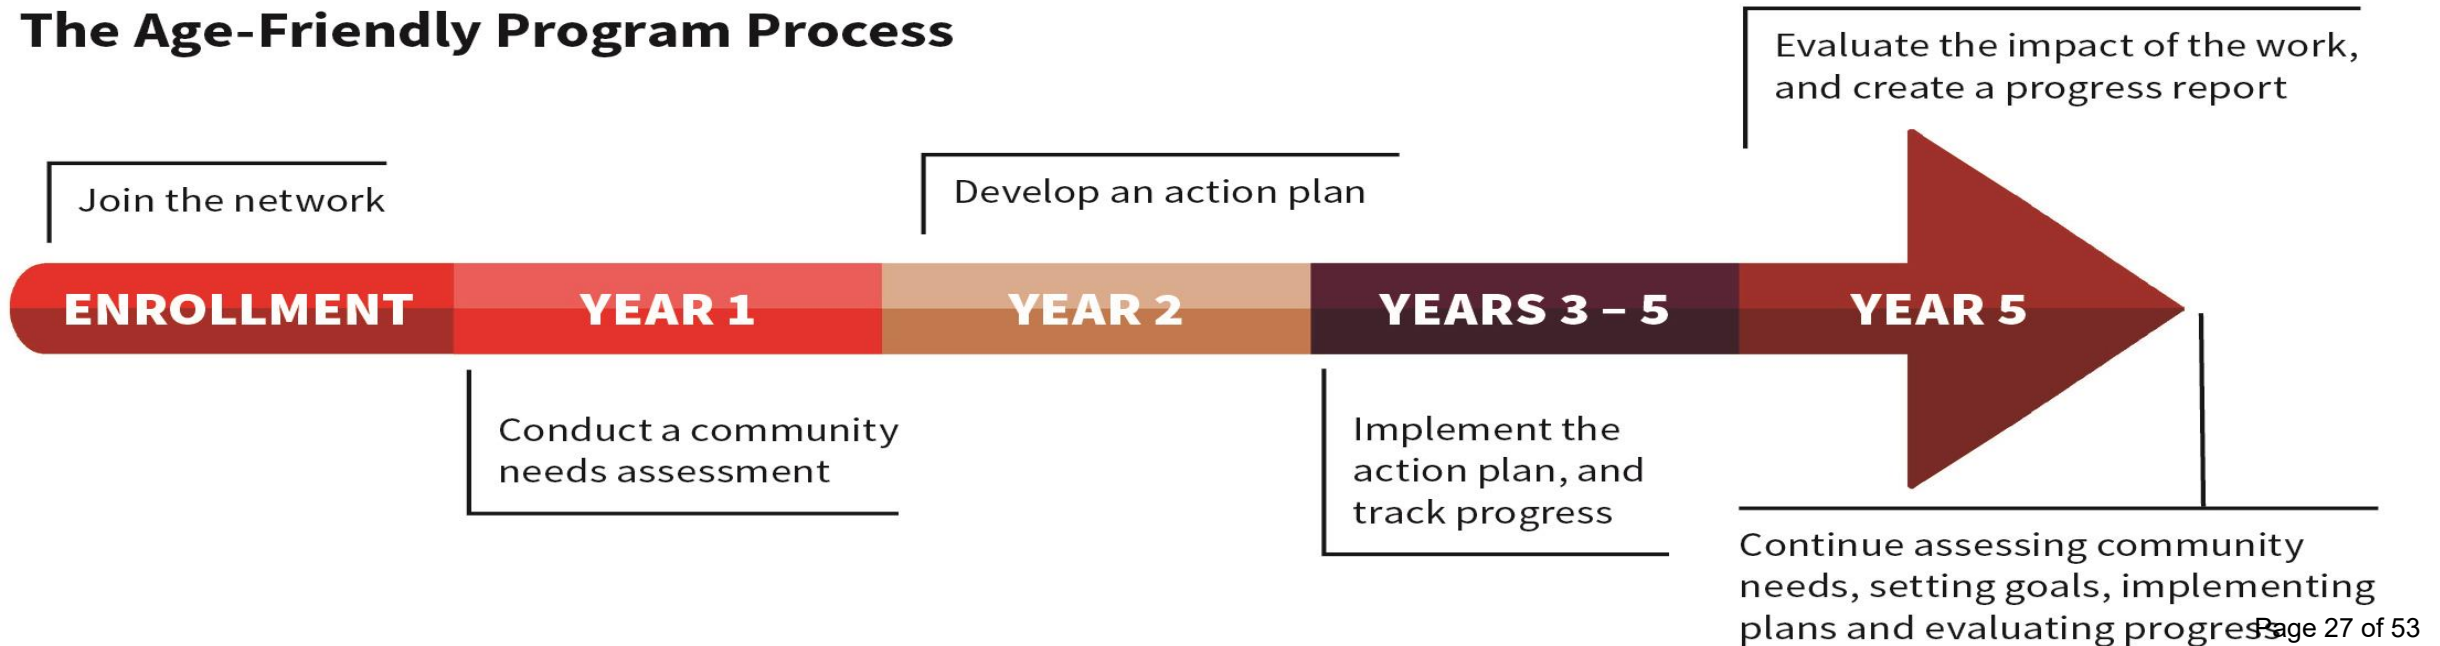 The Age-Friendly Program Process
Join the network
Develop an action plan
Evaluate the impact of the work,
and create a progress report
ENROLLMENT
YEAR 1
YEAR 2
YEARS 3 – 5
YEAR 5
Conduct a community
needs assessment
Implement the
action plan, and
track progress
Continue assessing community
needs, setting goals, implementing
plans and evaluating progress
Page 27 of 53